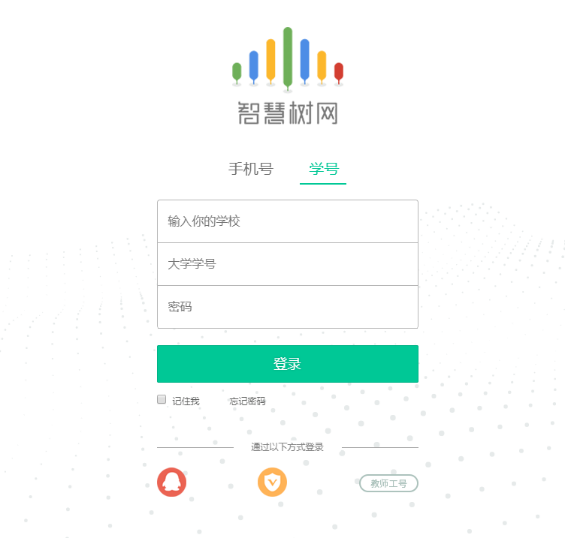 智慧树网
手机号 学号
输入你的学校
大学学号
密码
登录
记住我 忘记密码
通过以下方式登录
教师工号